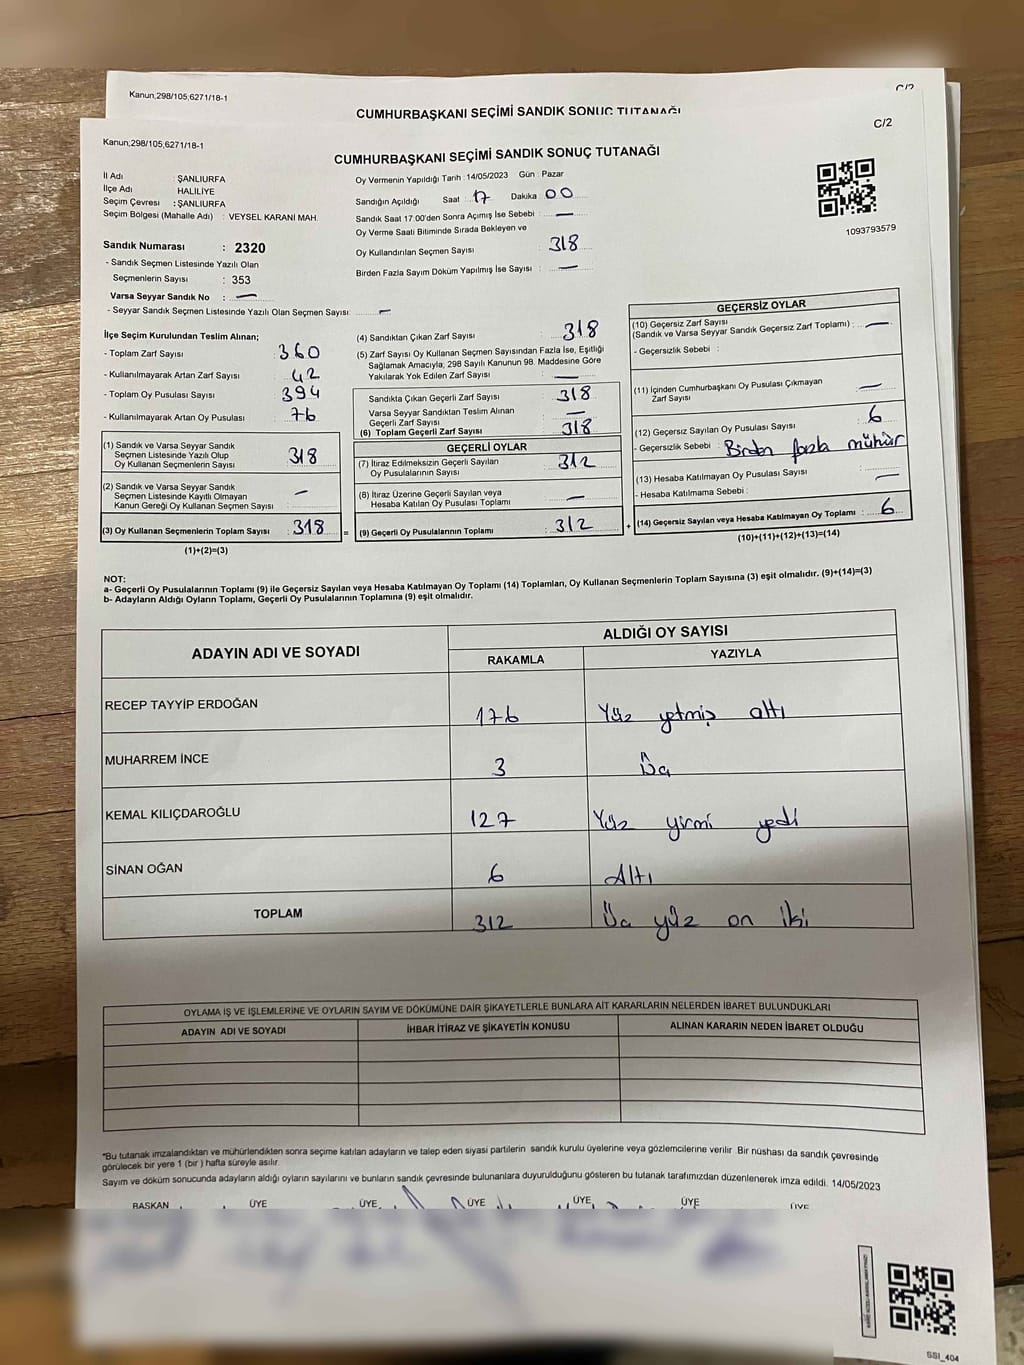 Kanun,298/105,6271/18-1
CUMHURBAŞKANI SEÇİMİ SANDIK SONUÇ TUTANAĞI
C/2
Kanun,298/105,6271/18-1
C/2
CUMHURBAŞKANI SEÇİMİ SANDIK SONUÇ TUTANAĞI
İl Adı : ŞANLIURFA
İlçe Adı HALİLİYE
Seçim Çevresi : ŞANLIURFA
Seçim Bölgesi (Mahalle Adı) : VEYSEL KARANİ MAH.
Oy Vermenin Yapıldığı Tarih :14/05/2023 Gün : Pazar
Sandığın Açıldığı Saat : 17 Dakika 00
Sandık Saat 17:00'den Sonra Açımış İse Sebebi : —
Oy Verme Saati Bitiminde Sırada Bekleyen ve
Oy Kullandırılan Seçmen Sayısı : 318
Birden Fazla Sayım Döküm Yapılmış İse Sayısı : —
1093793579
Sandık Numarası : 2320
- Sandık Seçmen Listesinde Yazılı Olan
Seçmenlerin Sayısı : 353
Varsa Seyyar Sandık No : —
- Seyyar Sandık Seçmen Listesinde Yazılı Olan Seçmen Sayısı: —
İlçe Seçim Kurulundan Teslim Alınan;
- Toplam Zarf Sayısı : 360
- Kullanılmayarak Artan Zarf Sayısı : 42
- Toplam Oy Pusulası Sayısı : 394
- Kullanılmayarak Artan Oy Pusulası : 76
(1) Sandık ve Varsa Seyyar Sandık
Seçmen Listesinde Yazılı Olup
Oy Kullanan Seçmenlerin Sayısı : 318
(2) Sandık ve Varsa Seyyar Sandık
Seçmen Listesinde Kayıtlı Olmayan
Kanun Gereği Oy Kullanan Seçmen Sayısı : —
(3) Oy Kullanan Seçmenlerin Toplam Sayısı : 318 =
(1)+(2)=(3)
(4) Sandıktan Çıkan Zarf Sayısı : 318
(5) Zarf Sayısı Oy Kullanan Seçmen Sayısından Fazla İse, Eşitliği
Sağlamak Amacıyla; 298 Sayılı Kanunun 98. Maddesine Göre
Yakılarak Yok Edilen Zarf Sayısı : —
Sandıkta Çıkan Geçerli Zarf Sayısı : 318
Varsa Seyyar Sandıktan Teslim Alınan
Geçerli Zarf Sayısı : —
(6) Toplam Geçerli Zarf Sayısı : 318
GEÇERLİ OYLAR
(7) İtiraz Edilmeksizin Geçerli Sayılan
Oy Pusulalarının Sayısı : 312
(8) İtiraz Üzerine Geçerli Sayılan veya
Hesaba Katılan Oy Pusulası Toplamı : —
(9) Geçerli Oy Pusulalarının Toplamı : 312 +
GEÇERSİZ OYLAR
(10) Geçersiz Zarf Sayısı
(Sandık ve Varsa Seyyar Sandık Geçersiz Zarf Toplamı) : —
- Geçersizlik Sebebi :
(11) İçinden Cumhurbaşkanı Oy Pusulası Çıkmayan
Zarf Sayısı : —
(12) Geçersiz Sayılan Oy Pusulası Sayısı : 6
- Geçersizlik Sebebi : Birden fazla mühür
(13) Hesaba Katılmayan Oy Pusulası Sayısı : —
- Hesaba Katılmama Sebebi :
(14) Geçersiz Sayılan veya Hesaba Katılmayan Oy Toplamı : 6
(10)+(11)+(12)+(13)=(14)
NOT:
a- Geçerli Oy Pusulalarının Toplamı (9) ile Geçersiz Sayılan veya Hesaba Katılmayan Oy Toplamı (14) Toplamları, Oy Kullanan Seçmenlerin Toplam Sayısına (3) eşit olmalıdır. (9)+(14)=(3)
b- Adayların Aldığı Oyların Toplamı, Geçerli Oy Pusulalarının Toplamına (9) eşit olmalıdır.
ADAYIN ADI VE SOYADI ALDIĞI OY SAYISI
RAKAMLA YAZIYLA
RECEP TAYYİP ERDOĞAN 176 Yüz yetmiş altı
MUHARREM İNCE 3 Üç
KEMAL KILIÇDAROĞLU 127 Yüz yirmi yedi
SİNAN OĞAN 6 Altı
TOPLAM 312 Üç yüz on iki
OYLAMA İŞ VE İŞLEMLERİNE VE OYLARIN SAYIM VE DÖKÜMÜNE DAİR ŞİKAYETLERLE BUNLARA AİT KARARLARIN NELERDEN İBARET BULUNDUKLARI
ADAYIN ADI VE SOYADI İHBAR İTİRAZ VE ŞİKAYETİN KONUSU ALINAN KARARIN NEDEN İBARET OLDUĞU
*Bu tutanak imzalandıktan ve mühürlendikten sonra seçime katılan adayların ve talep eden siyasi partilerin sandık kurulu üyelerine veya gözlemcilerine verilir. Bir nüshası da sandık çevresinde
görülecek bir yere 1 (bir ) hafta süreyle asılır.
Sayım ve döküm sonucunda adayların aldığı oyların sayılarını ve bunların sandık çevresinde bulunanlara duyurulduğunu gösteren bu tutanak tarafımızdan düzenlenerek imza edildi. 14/05/2023
BAŞKAN ÜYE ÜYE ÜYE ÜYE ÜYE ÜYE
SSI_404